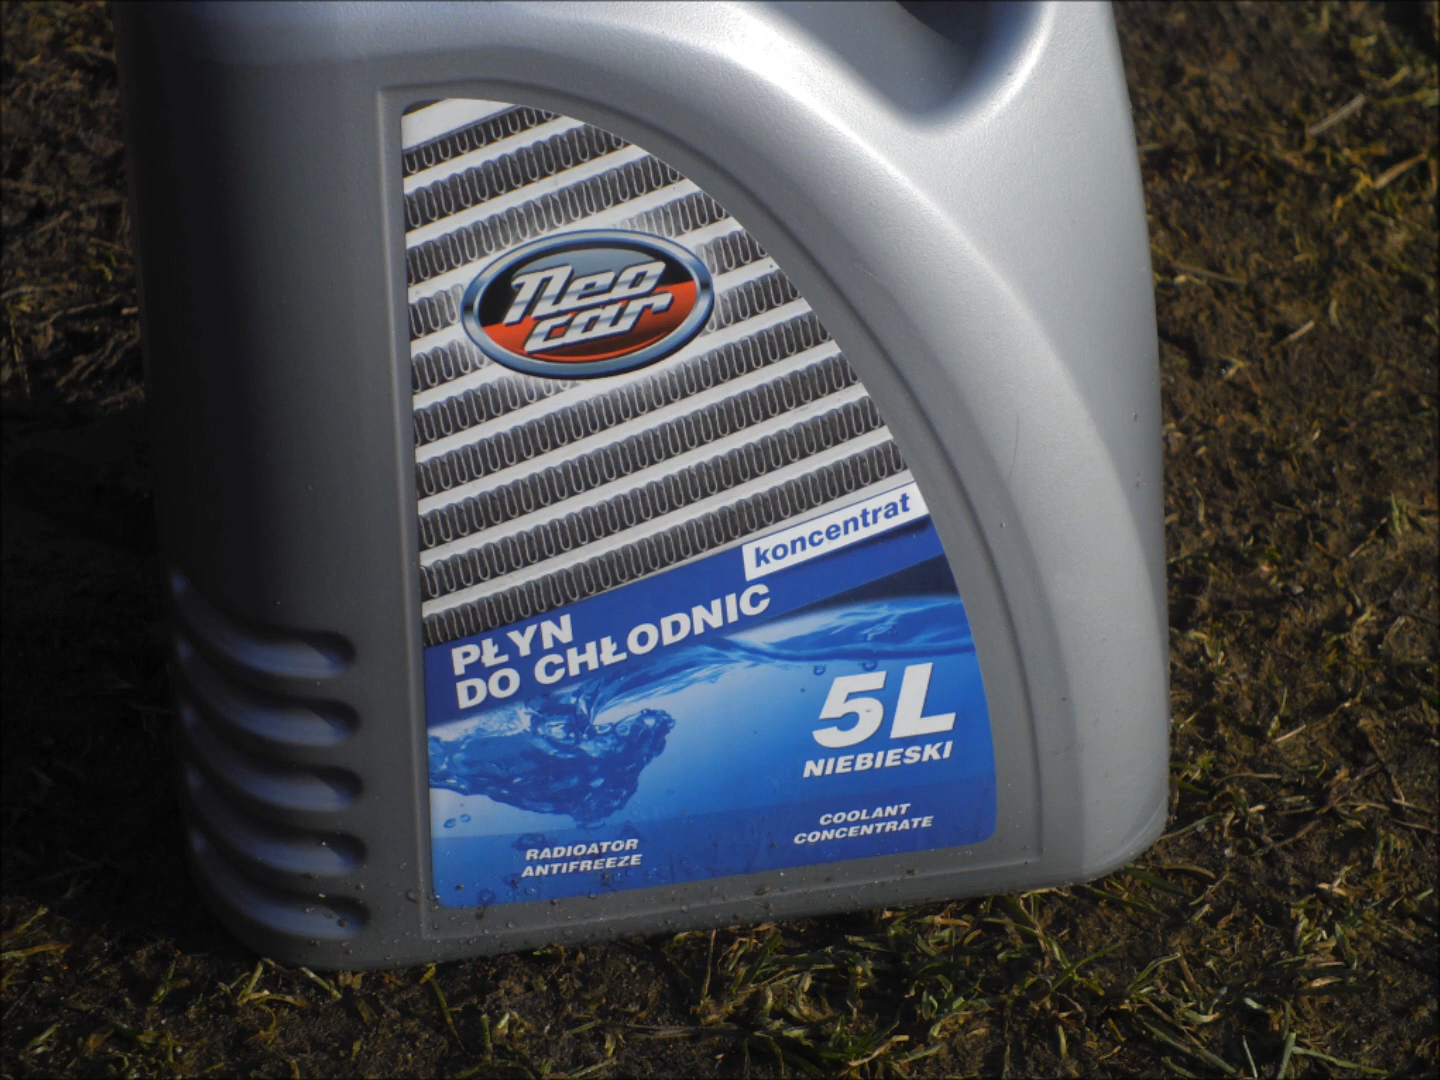 Neo
car
koncentrat
PŁYN
DO CHŁODNIC
5L
NIEBIESKI
RADIOATOR
ANTIFREEZE
COOLANT
CONCENTRATE